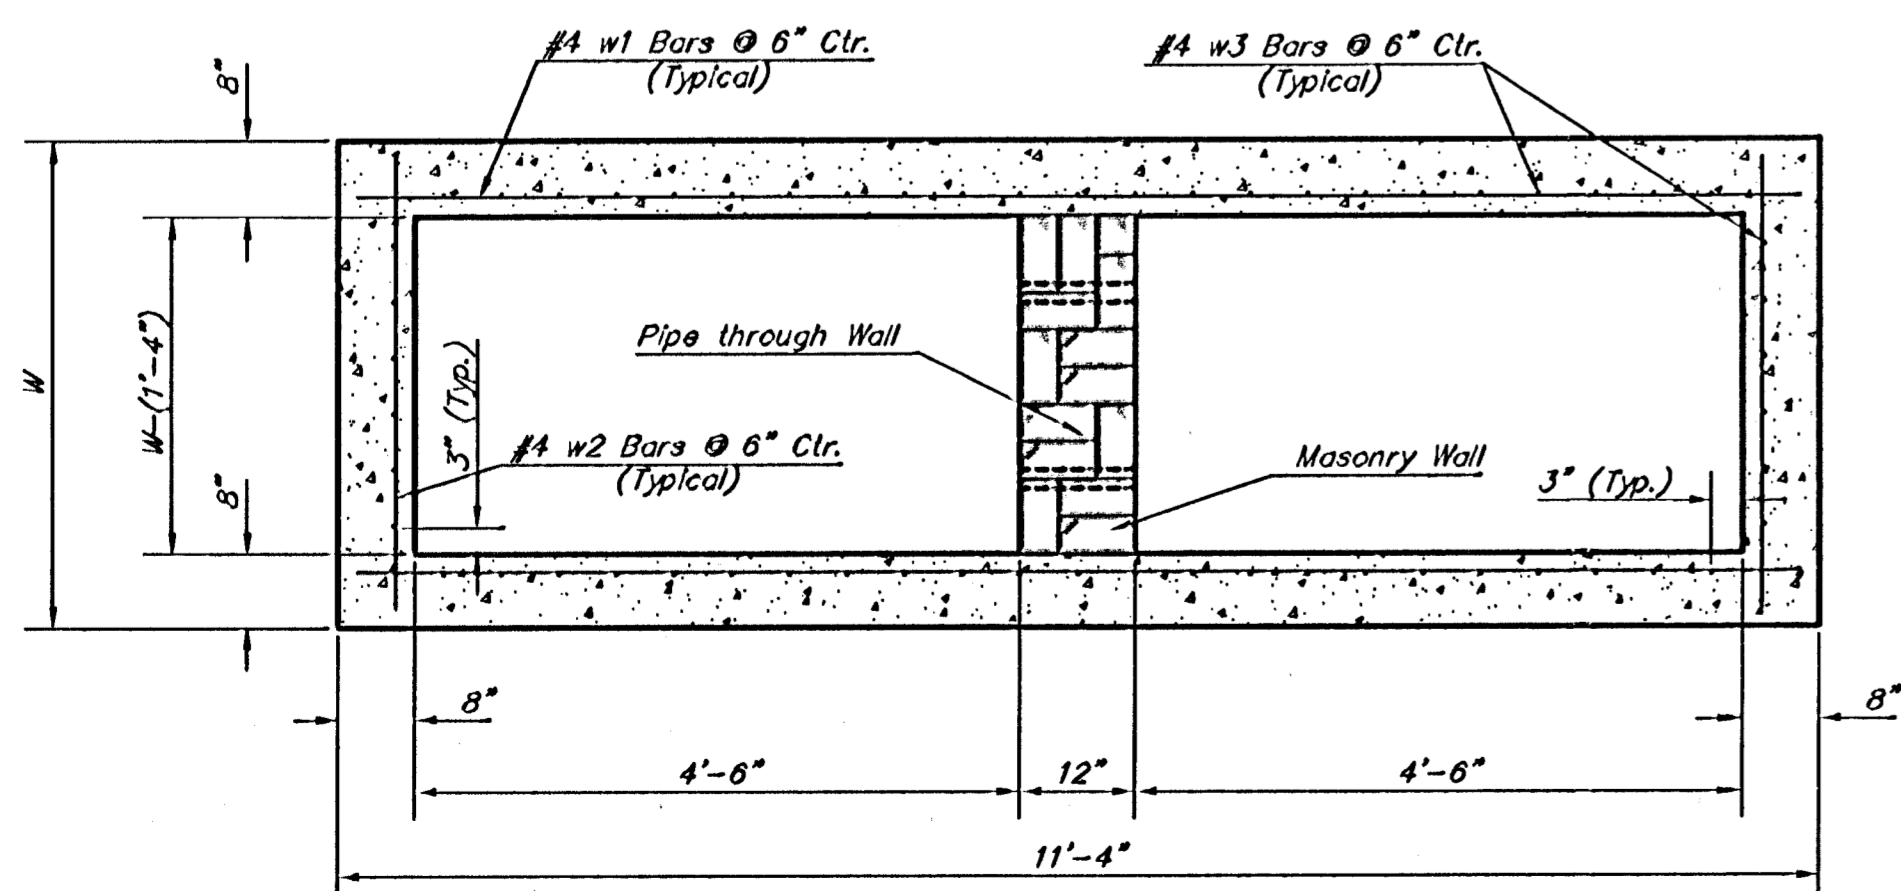 #4 w1 Bars @ 6" Ctr.
(Typical)
#4 w3 Bars @ 6" Ctr.
(Typical)
8"
W
W-(1'-4")
Pipe through Wall
3" (Typ.)
#4 w2 Bars @ 6" Ctr.
(Typical)
Masonry Wall
3" (Typ.)
8"
8"
8"
4'-6"
12"
4'-6"
11'-4"